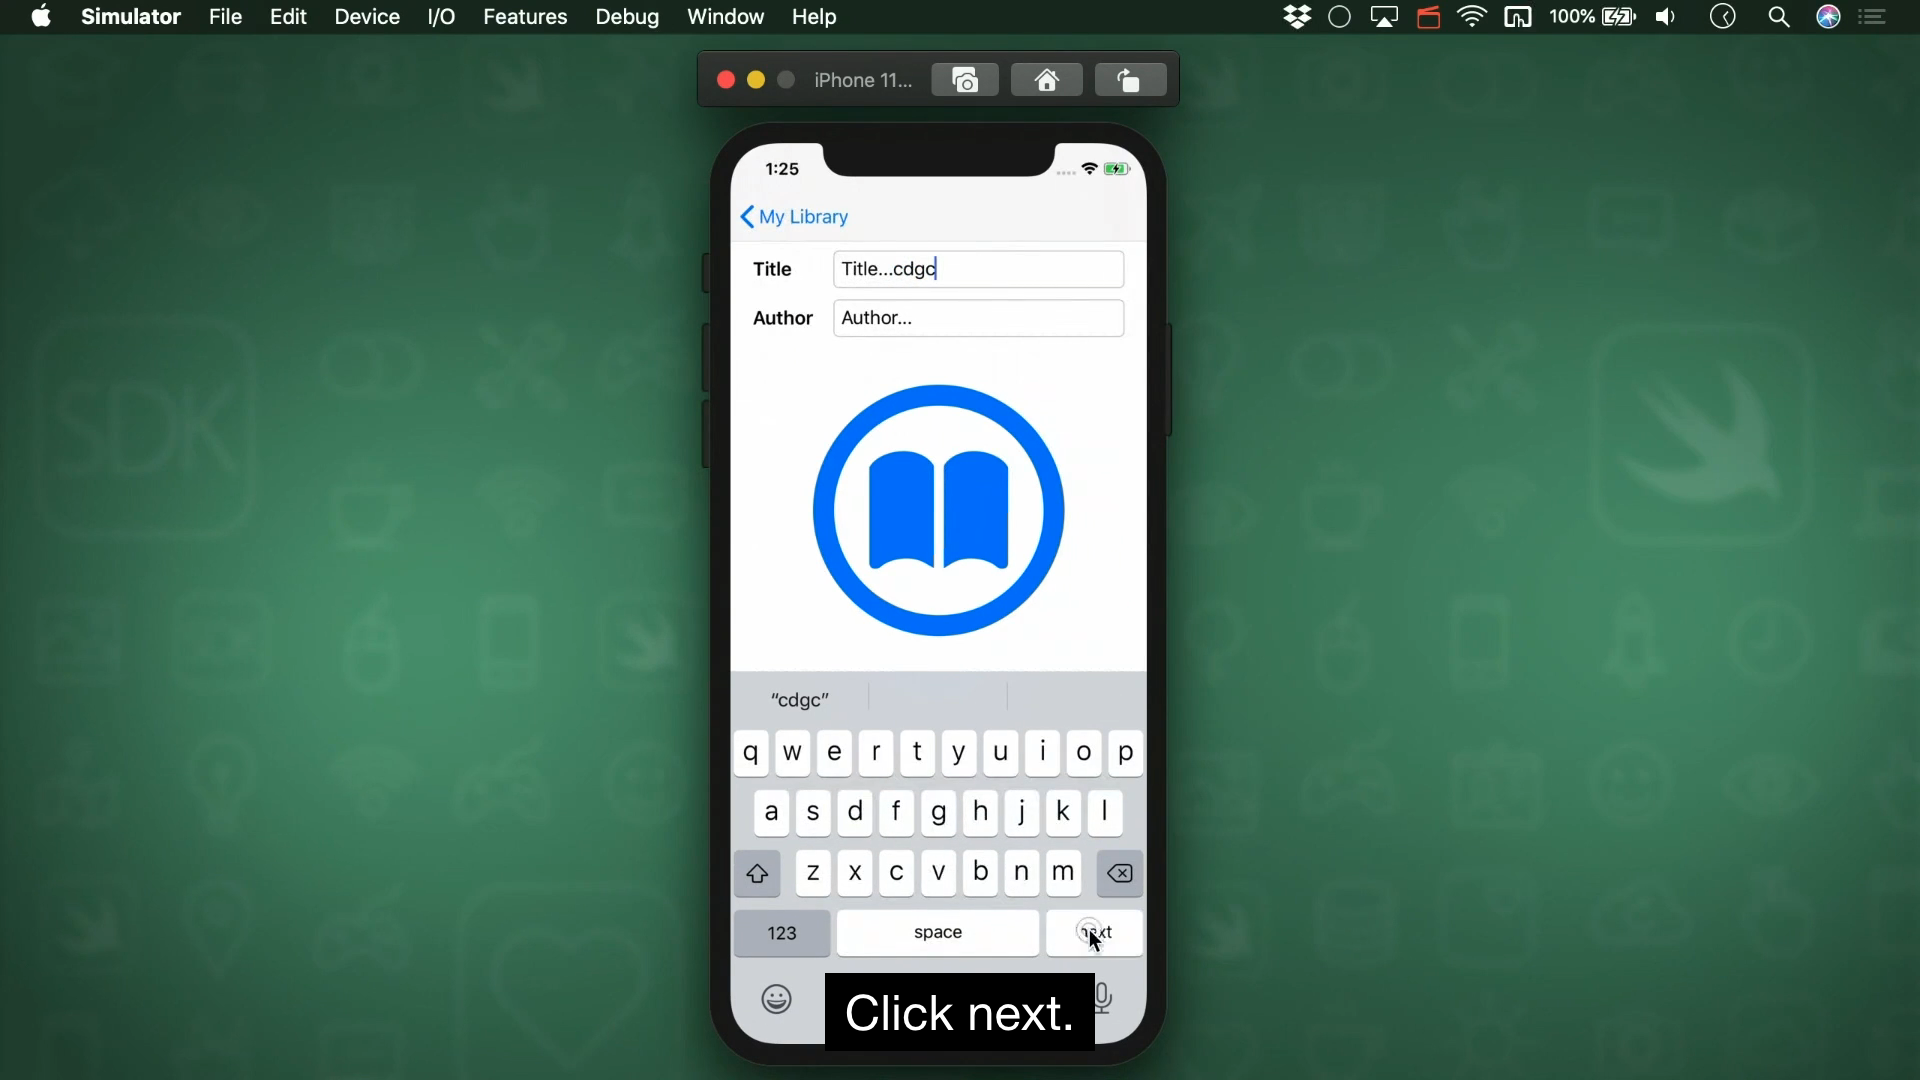 Simulator File Edit Device I/O Features Debug Window Help 100%
iPhone 11...
1:25
My Library
Title Title...cdgc
Author Author...
“cdgc”
q w e r t y u i o p
a s d f g h j k l
z x c v b n m
123 space next
Click next.
SDK